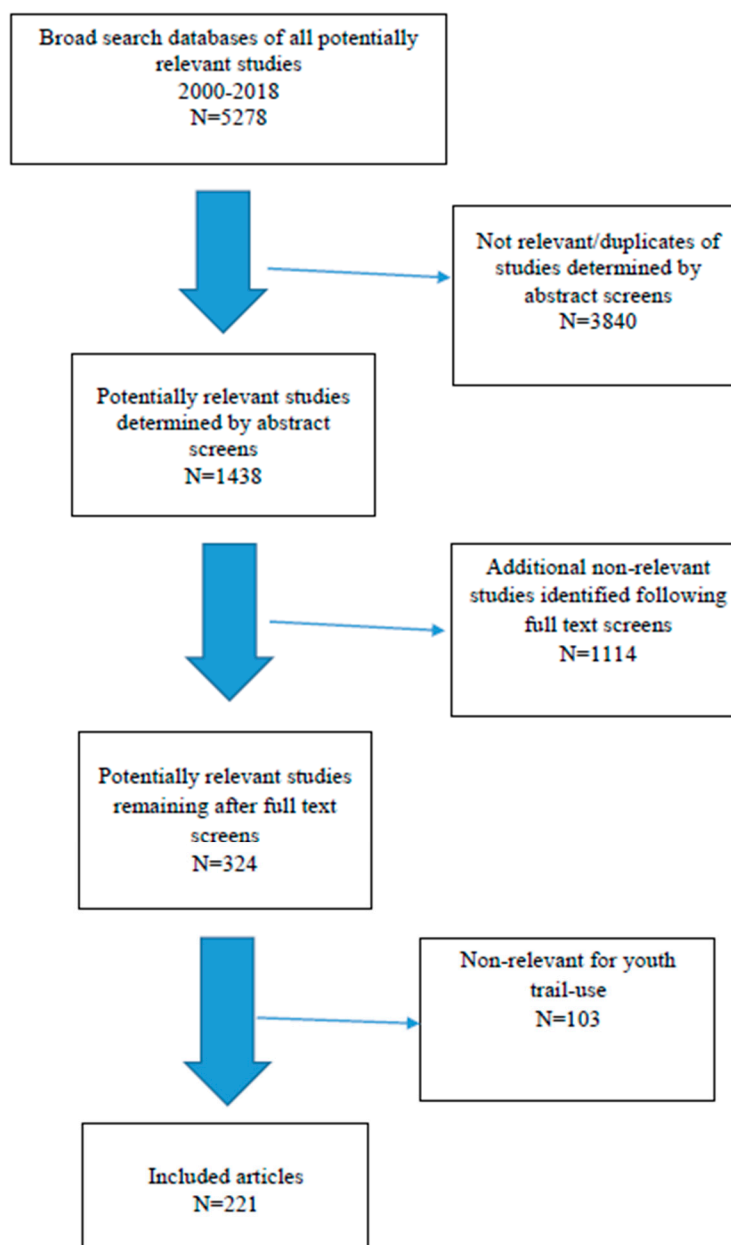 Broad search databases of all potentially
relevant studies
2000-2018
N=5278
Not relevant/duplicates of
studies determined by
abstract screens
N=3840
Potentially relevant studies
determined by abstract
screens
N=1438
Additional non-relevant
studies identified following
full text screens
N=1114
Potentially relevant studies
remaining after full text
screens
N=324
Non-relevant for youth
trail-use
N=103
Included articles
N=221